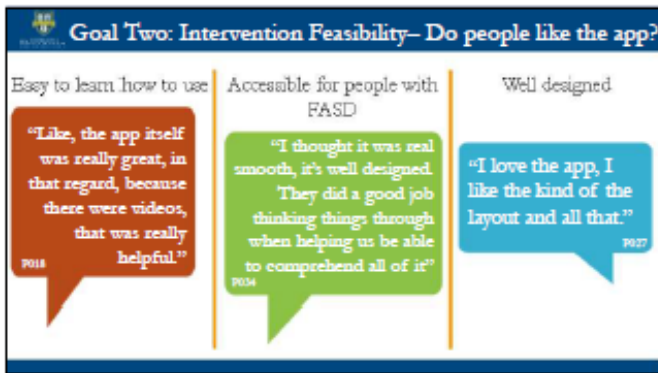 Goal Two: Intervention Feasibility– Do people like the app?
Easy to learn how to use
"Like, the app itself
was really great, in
that regard, because
there were videos,
that was really
helpful."
P018
Accessible for people with
FASD
"I thought it was real
smooth, it's well designed.
They did a good job
thinking things through
when helping us be able
to comprehend all of it"
P034
Well designed
"I love the app, I
like the kind of the
layout and all that."
P027